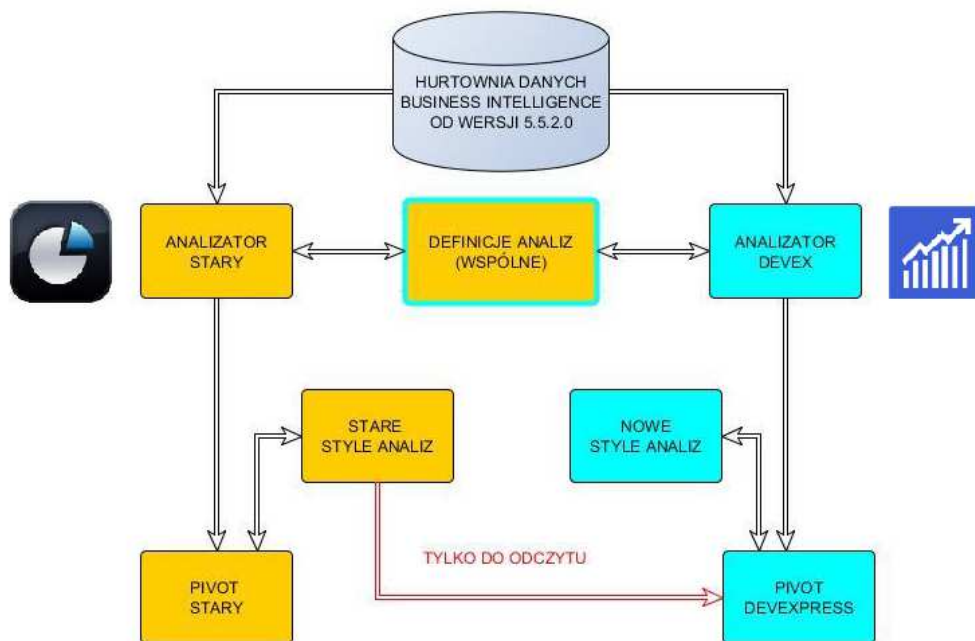 HURTOWNIA DANYCH
BUSINESS INTELLIGENCE
OD WERSJI 5.5.2.0
ANALIZATOR
STARY
DEFINICJE ANALIZ
(WSPÓLNE)
ANALIZATOR
DEVEX
STARE
STYLE ANALIZ
NOWE
STYLE ANALIZ
TYLKO DO ODCZYTU
PIVOT
STARY
PIVOT
DEVEXPRESS